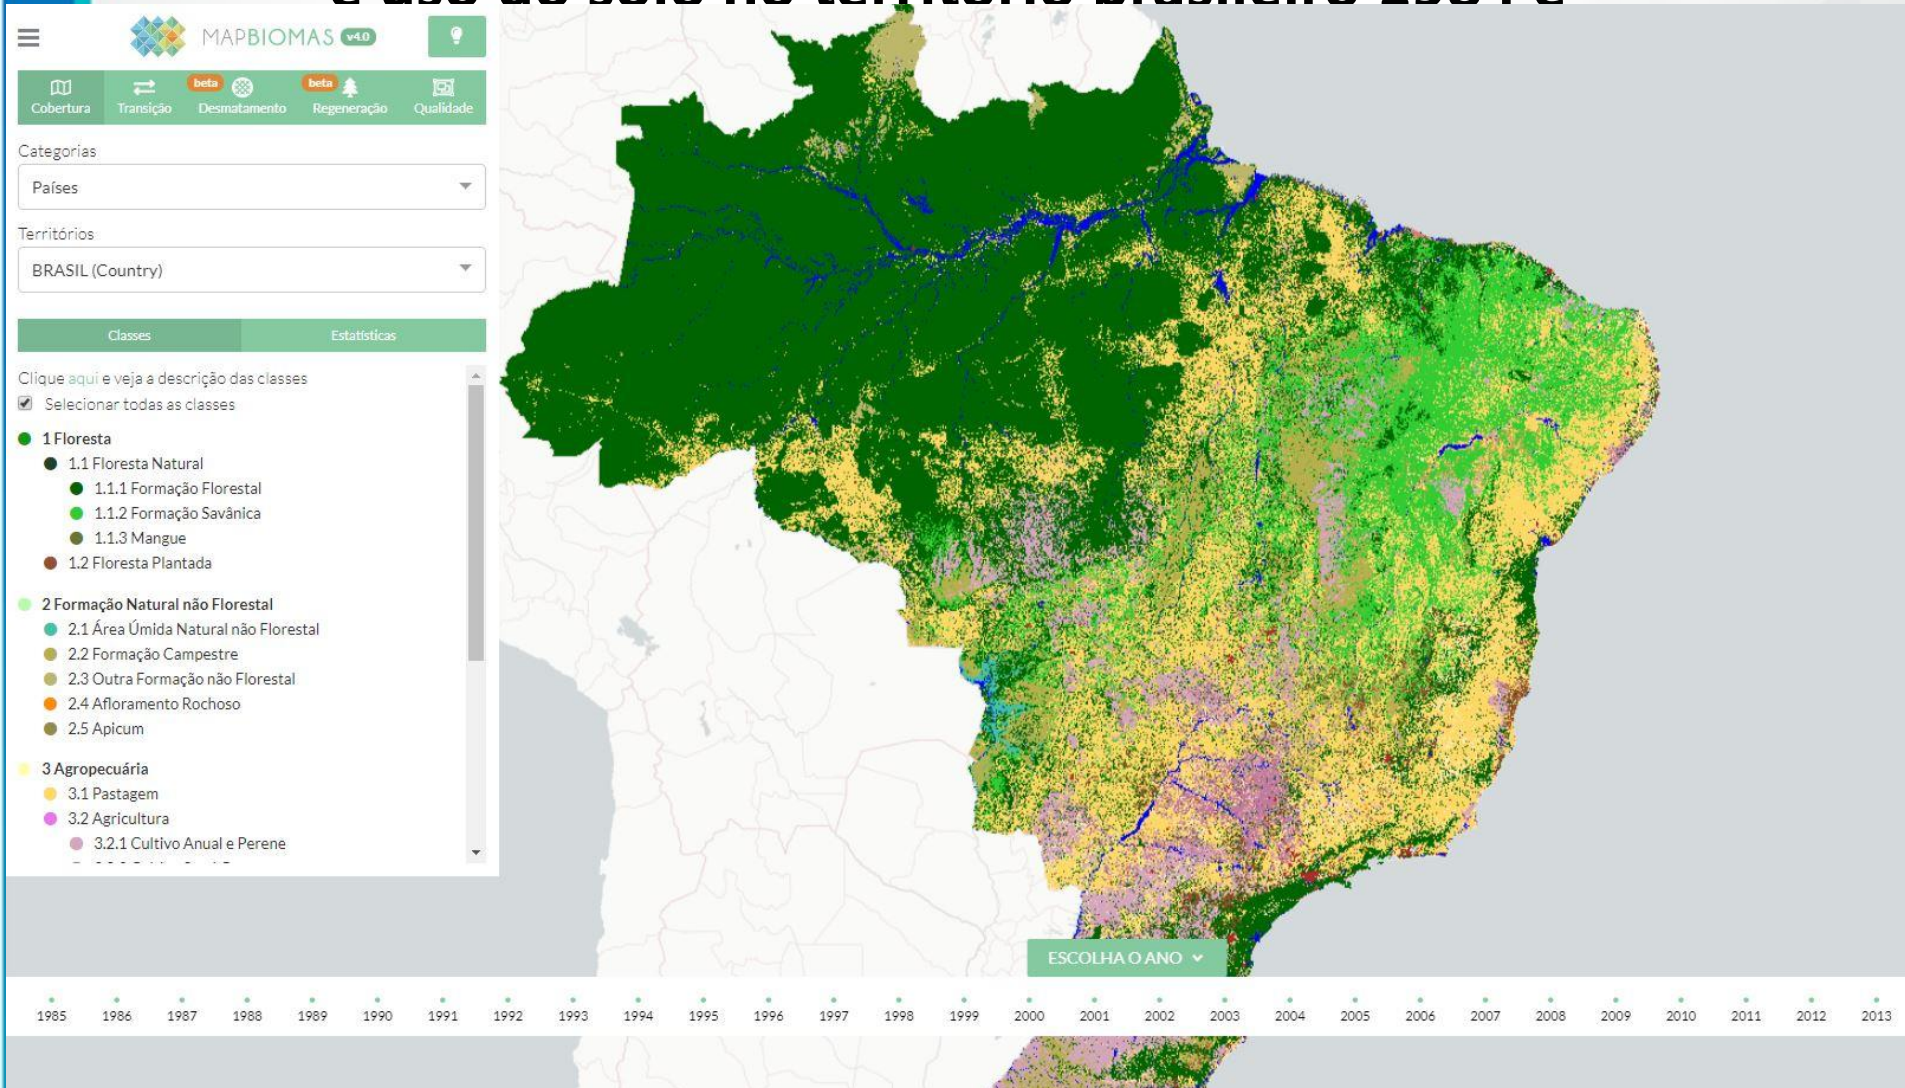 e uso do solo no território brasileiro
MAPBIOMAS v4.0
Cobertura
Transição
beta
Desmatamento
beta
Regeneração
Qualidade
Categorias
Países
Territórios
BRASIL (Country)
Classes
Estatísticas
Clique aqui e veja a descrição das classes
Selecionar todas as classes
1 Floresta
1.1 Floresta Natural
1.1.1 Formação Florestal
1.1.2 Formação Savânica
1.1.3 Mangue
1.2 Floresta Plantada
2 Formação Natural não Florestal
2.1 Área Úmida Natural não Florestal
2.2 Formação Campestre
2.3 Outra Formação não Florestal
2.4 Afloramento Rochoso
2.5 Apicum
3 Agropecuária
3.1 Pastagem
3.2 Agricultura
3.2.1 Cultivo Anual e Perene
ESCOLHA O ANO
1985 1986 1987 1988 1989 1990 1991 1992 1993 1994 1995 1996 1997 1998 1999 2000 2001 2002 2003 2004 2005 2006 2007 2008 2009 2010 2011 2012 2013